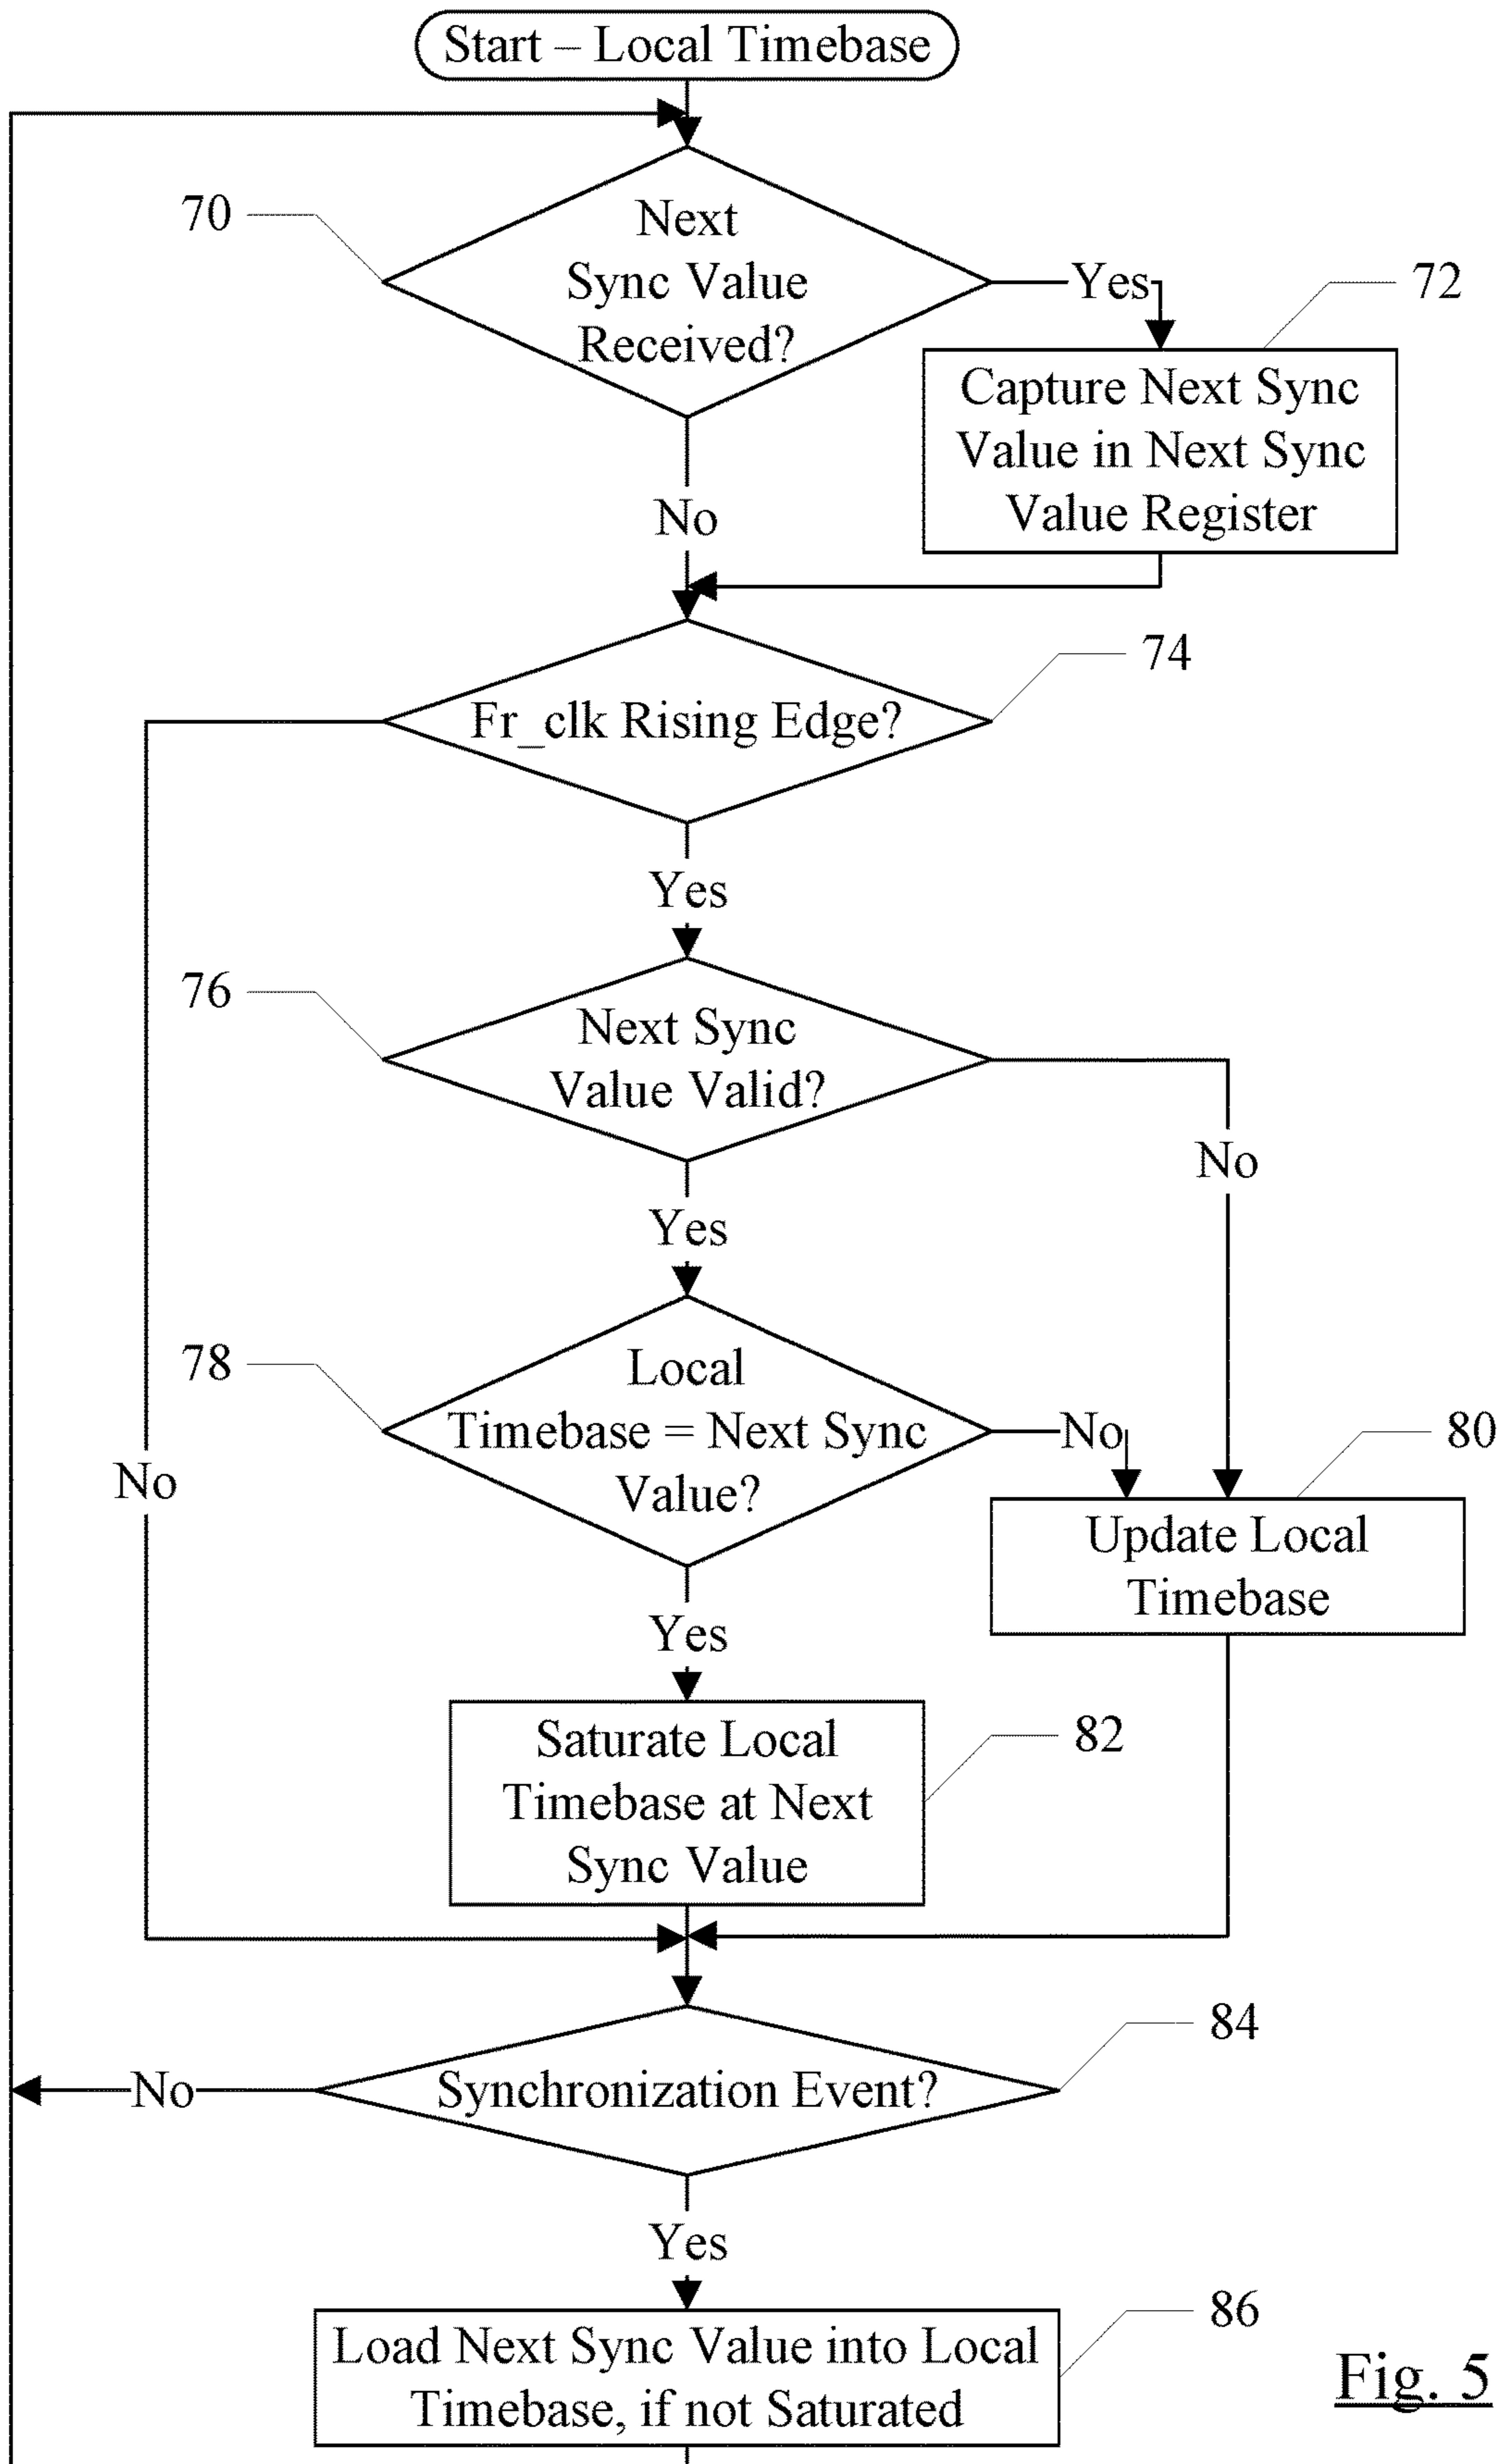 Start – Local Timebase
70
Next
Sync Value
Received?
Yes
72
Capture Next Sync
Value in Next Sync
Value Register
No
74
Fr_clk Rising Edge?
Yes
76
Next Sync
Value Valid?
No
Yes
78
Local
Timebase = Next Sync
Value?
No
80
Update Local
Timebase
No
Yes
82
Saturate Local
Timebase at Next
Sync Value
84
Synchronization Event?
No
Yes
86
Load Next Sync Value into Local
Timebase, if not Saturated
Fig. 5